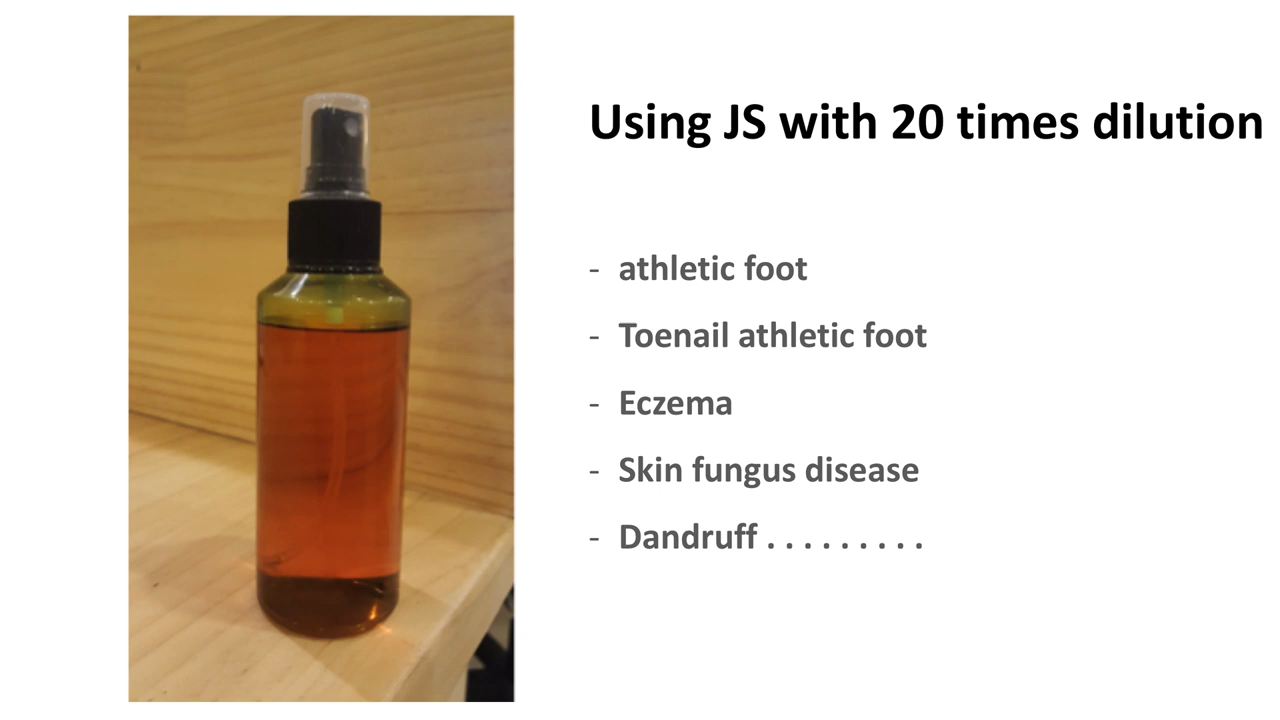 Using JS with 20 times dilution
- athletic foot
- Toenail athletic foot
- Eczema
- Skin fungus disease
- Dandruff . . . . . . . . .